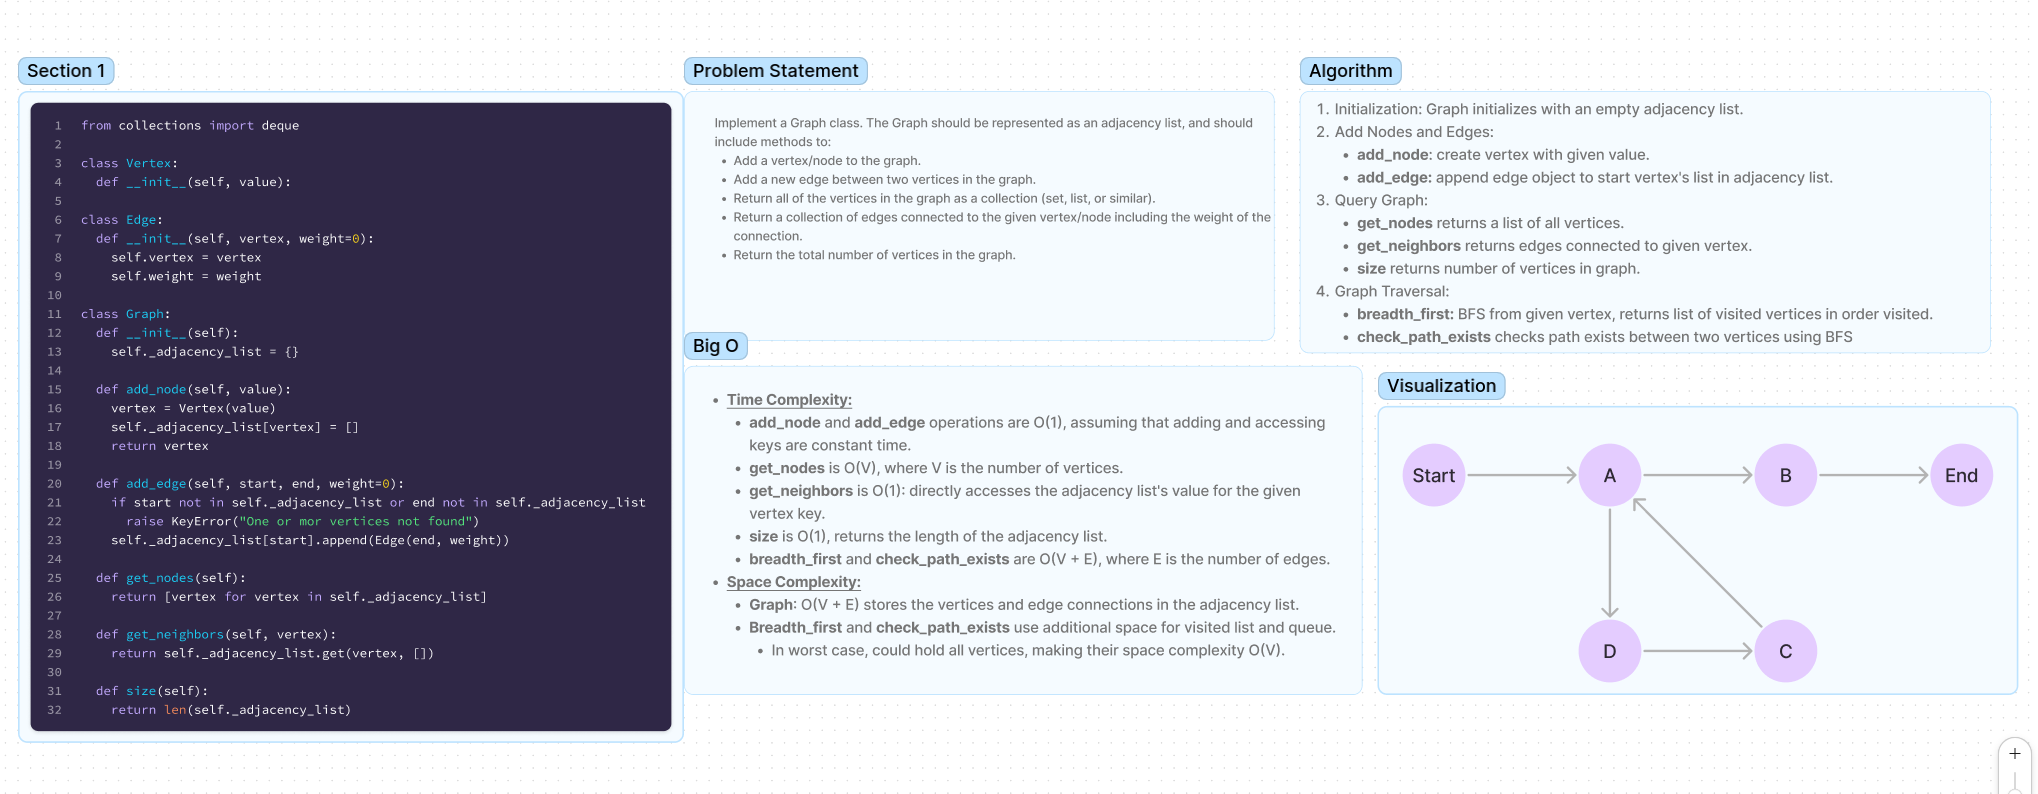 Section 1
1 from collections import deque
2
3 class Vertex:
4 def __init__(self, value):
5
6 class Edge:
7 def __init__(self, vertex, weight=0):
8 self.vertex = vertex
9 self.weight = weight
10
11 class Graph:
12 def __init__(self):
13 self._adjacency_list = {}
14
15 def add_node(self, value):
16 vertex = Vertex(value)
17 self._adjacency_list[vertex] = []
18 return vertex
19
20 def add_edge(self, start, end, weight=0):
21 if start not in self._adjacency_list or end not in self._adjacency_list
22 raise KeyError("One or mor vertices not found")
23 self._adjacency_list[start].append(Edge(end, weight))
24
25 def get_nodes(self):
26 return [vertex for vertex in self._adjacency_list]
27
28 def get_neighbors(self, vertex):
29 return self._adjacency_list.get(vertex, [])
30
31 def size(self):
32 return len(self._adjacency_list)
Problem Statement
Implement a Graph class. The Graph should be represented as an adjacency list, and should
include methods to:
• Add a vertex/node to the graph.
• Add a new edge between two vertices in the graph.
• Return all of the vertices in the graph as a collection (set, list, or similar).
• Return a collection of edges connected to the given vertex/node including the weight of the
connection.
• Return the total number of vertices in the graph.
Big O
• Time Complexity:
• add_node and add_edge operations are O(1), assuming that adding and accessing
keys are constant time.
• get_nodes is O(V), where V is the number of vertices.
• get_neighbors is O(1): directly accesses the adjacency list's value for the given
vertex key.
• size is O(1), returns the length of the adjacency list.
• breadth_first and check_path_exists are O(V + E), where E is the number of edges.
• Space Complexity:
• Graph: O(V + E) stores the vertices and edge connections in the adjacency list.
• Breadth_first and check_path_exists use additional space for visited list and queue.
• In worst case, could hold all vertices, making their space complexity O(V).
Algorithm
1. Initialization: Graph initializes with an empty adjacency list.
2. Add Nodes and Edges:
• add_node: create vertex with given value.
• add_edge: append edge object to start vertex's list in adjacency list.
3. Query Graph:
• get_nodes returns a list of all vertices.
• get_neighbors returns edges connected to given vertex.
• size returns number of vertices in graph.
4. Graph Traversal:
• breadth_first: BFS from given vertex, returns list of visited vertices in order visited.
• check_path_exists checks path exists between two vertices using BFS
Visualization
Start A B End
D C
+